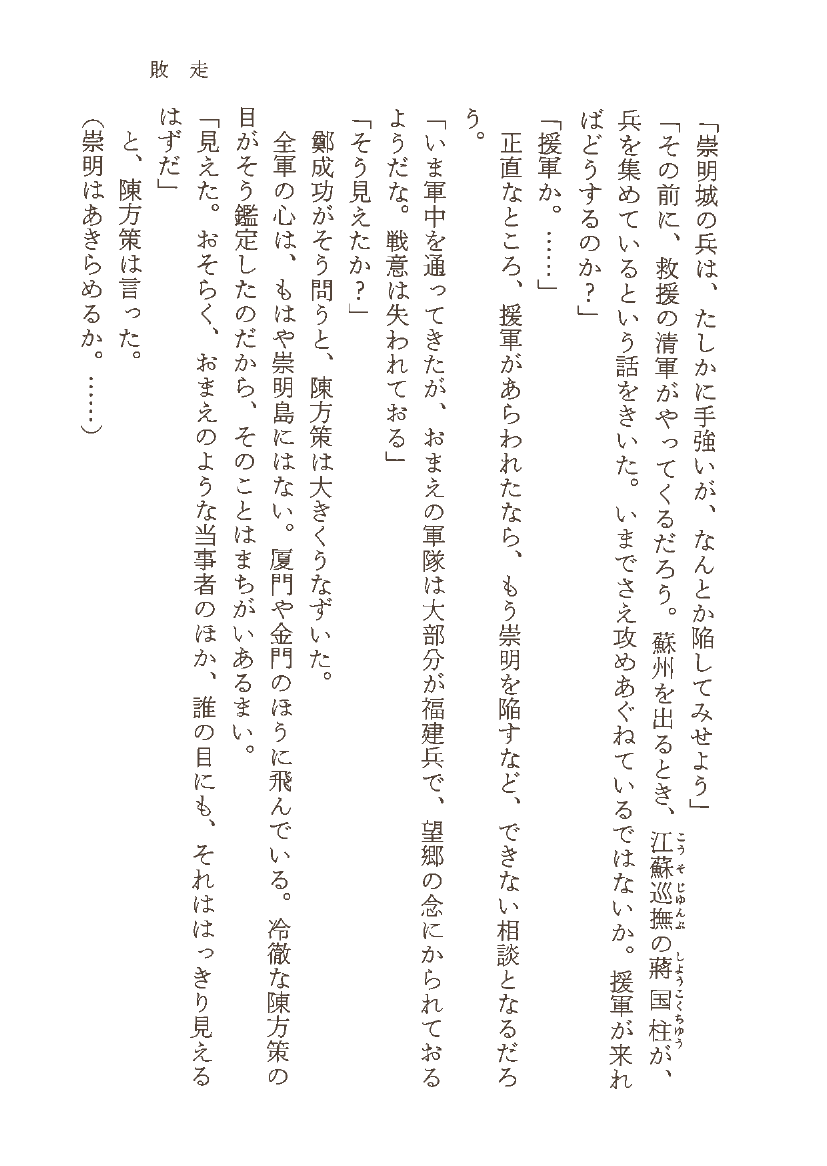 敗走
「崇明城の兵は、たしかに手強いが、なんとか陥してみせよう」
「その前に、救援の清軍がやってくるだろう。蘇州を出るとき、江蘇巡撫の蔣国柱が、
こうそじゆんぶ　しようこくちゆう
兵を集めているという話をきいた。いまでさえ攻めあぐねているではないか。援軍が来れ
ばどうするのか?」
「援軍か。……」
正直なところ、援軍があらわれたなら、もう崇明を陥すなど、できない相談となるだろ
う。
「いま軍中を通ってきたが、おまえの軍隊は大部分が福建兵で、望郷の念にかられておる
ようだな。戦意は失われておる」
「そう見えたか?」
鄭成功がそう問うと、陳方策は大きくうなずいた。
全軍の心は、もはや崇明島にはない。厦門や金門のほうに飛んでいる。冷徹な陳方策の
目がそう鑑定したのだから、そのことはまちがいあるまい。
「見えた。おそらく、おまえのような当事者のほか、誰の目にも、それははっきり見える
はずだ」
と、陳方策は言った。
(崇明はあきらめるか。……)